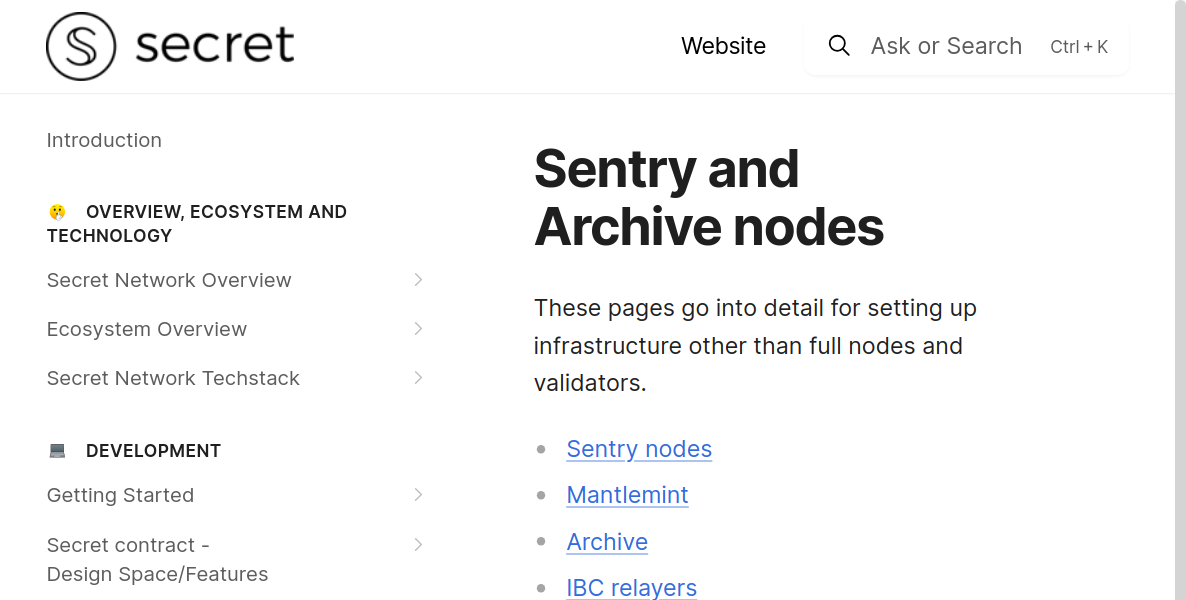 secret
Website
Ask or Search
Ctrl + K
Introduction
OVERVIEW, ECOSYSTEM AND
TECHNOLOGY
Secret Network Overview
Ecosystem Overview
Secret Network Techstack
DEVELOPMENT
Getting Started
Secret contract -
Design Space/Features
Sentry and
Archive nodes
These pages go into detail for setting up
infrastructure other than full nodes and
validators.
Sentry nodes
Mantlemint
Archive
IBC relayers